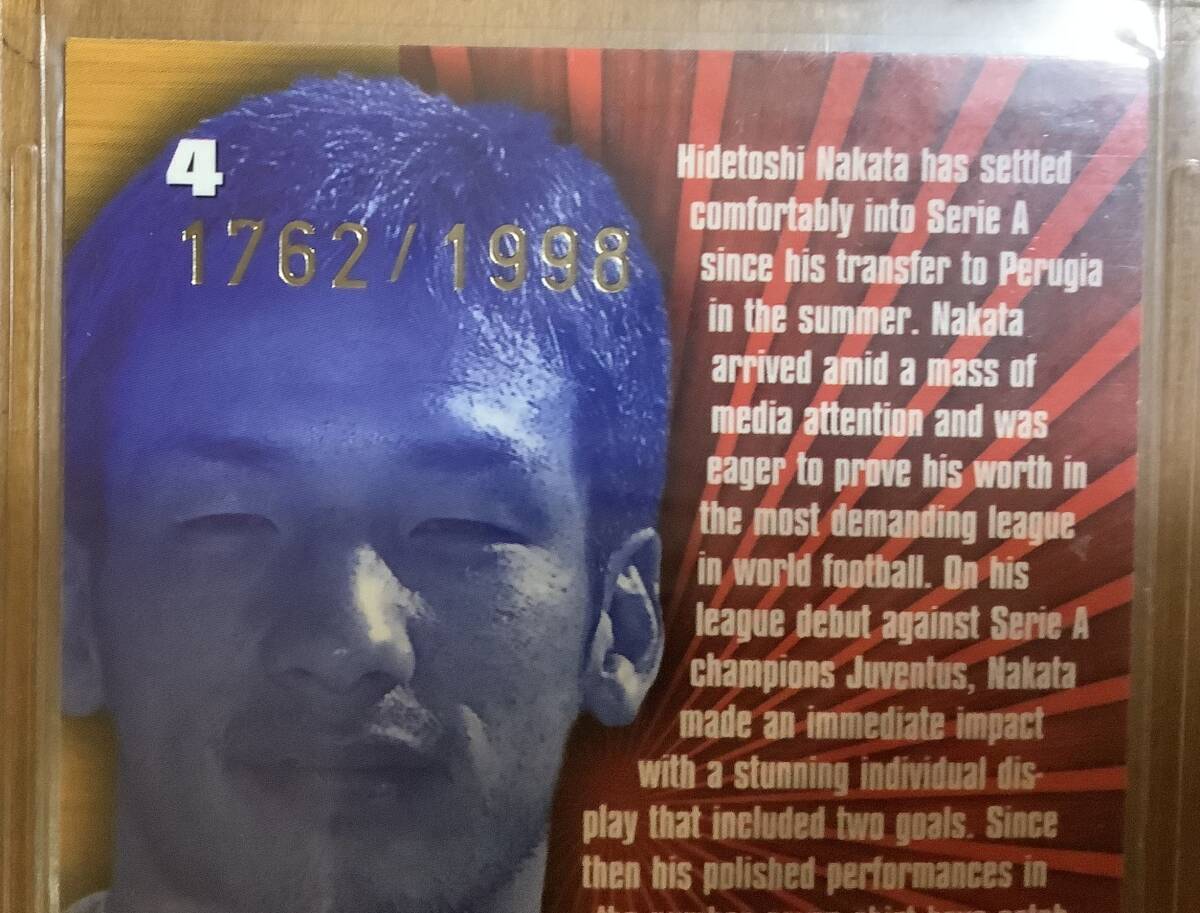 4
1762/1998
Hidetoshi Nakata has settled
comfortably into Serie A
since his transfer to Perugia
in the summer. Nakata
arrived amid a mass of
media attention and was
eager to prove his worth in
the most demanding league
in world football. On his
league debut against Serie A
champions Juventus, Nakata
made an immediate impact
with a stunning individual dis-
play that included two goals. Since
then his polished performances in